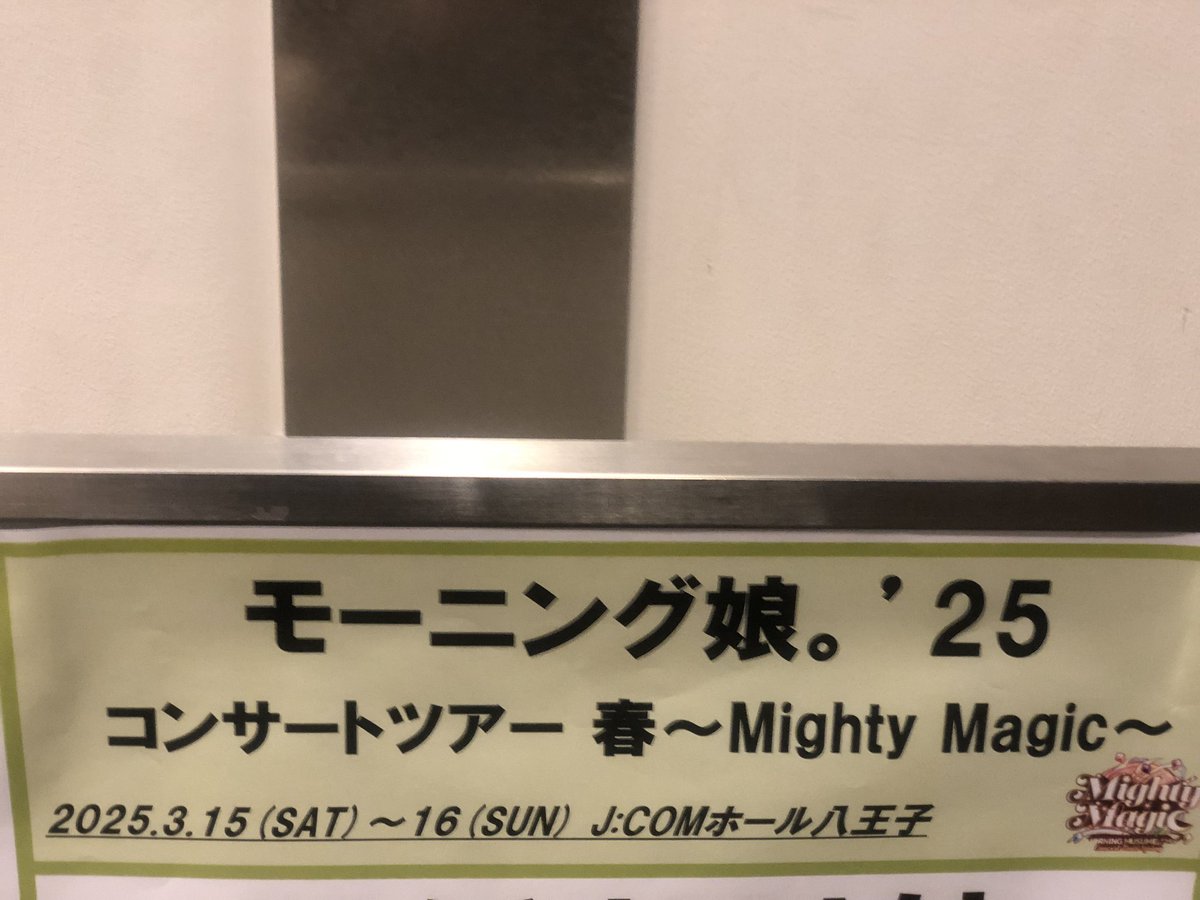 モーニング娘。'25
コンサートツアー 春～Mighty Magic～
2025.3.15(SAT)～16(SUN) J:COMホール八王子
Mighty
Magic